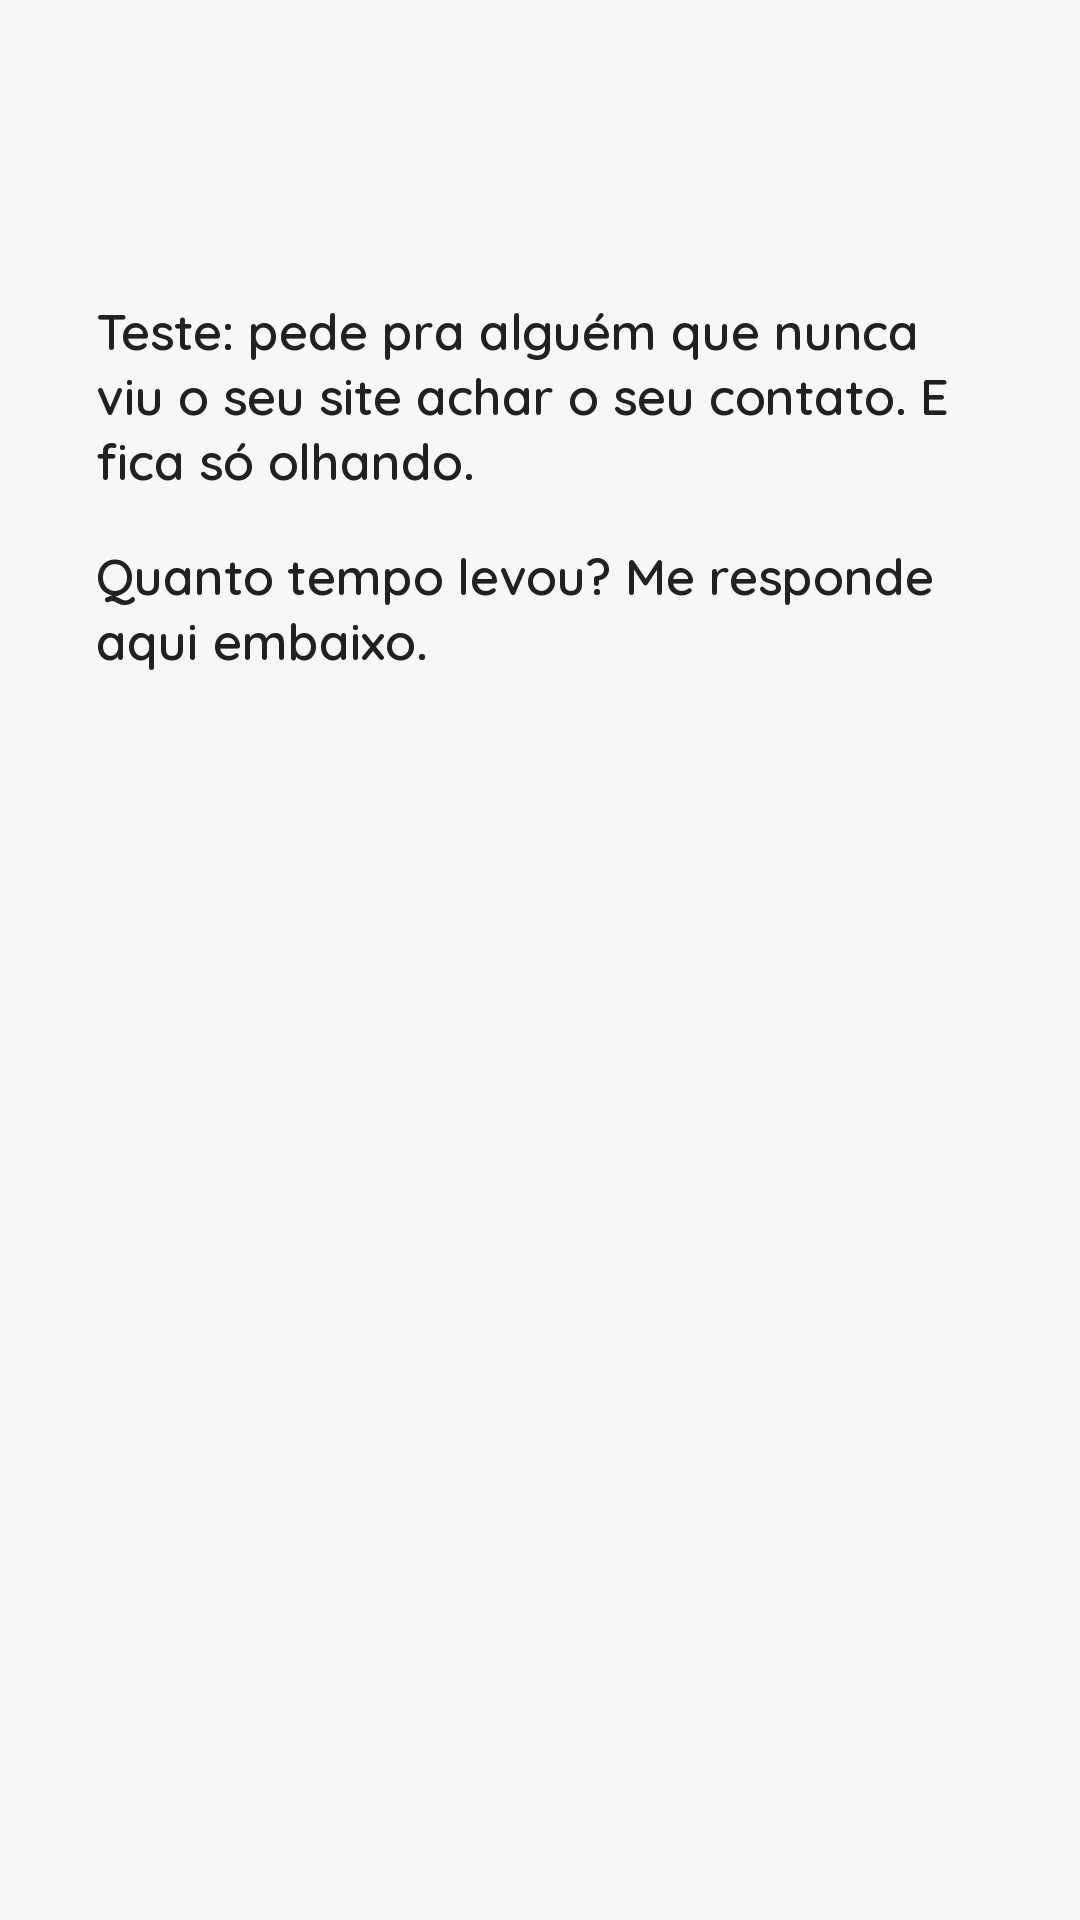 Teste: pede pra alguém que nunca
viu o seu site achar o seu contato. E
fica só olhando.
Quanto tempo levou? Me responde
aqui embaixo.